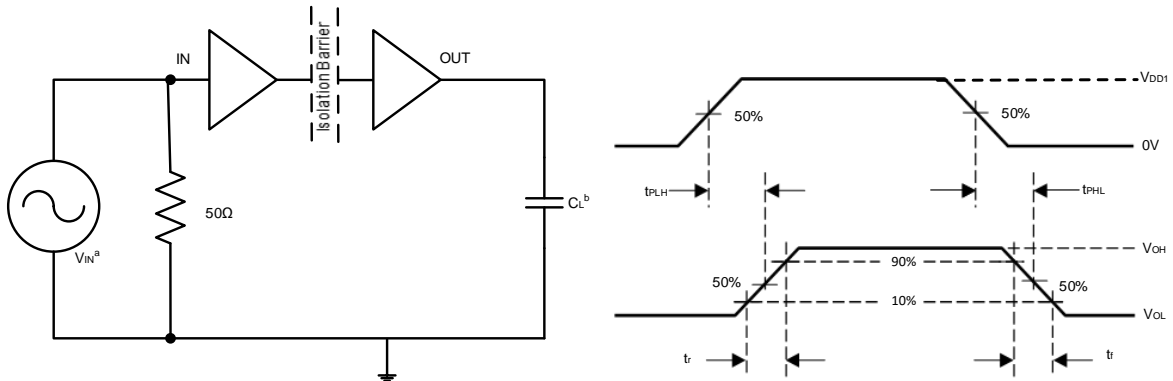 IN
Isolation Barrier
OUT
50Ω
VINa
CLb
VDD1
50%
50%
0V
tPLH
tPHL
VOH
90%
50%
50%
10%
VOL
tr
tf